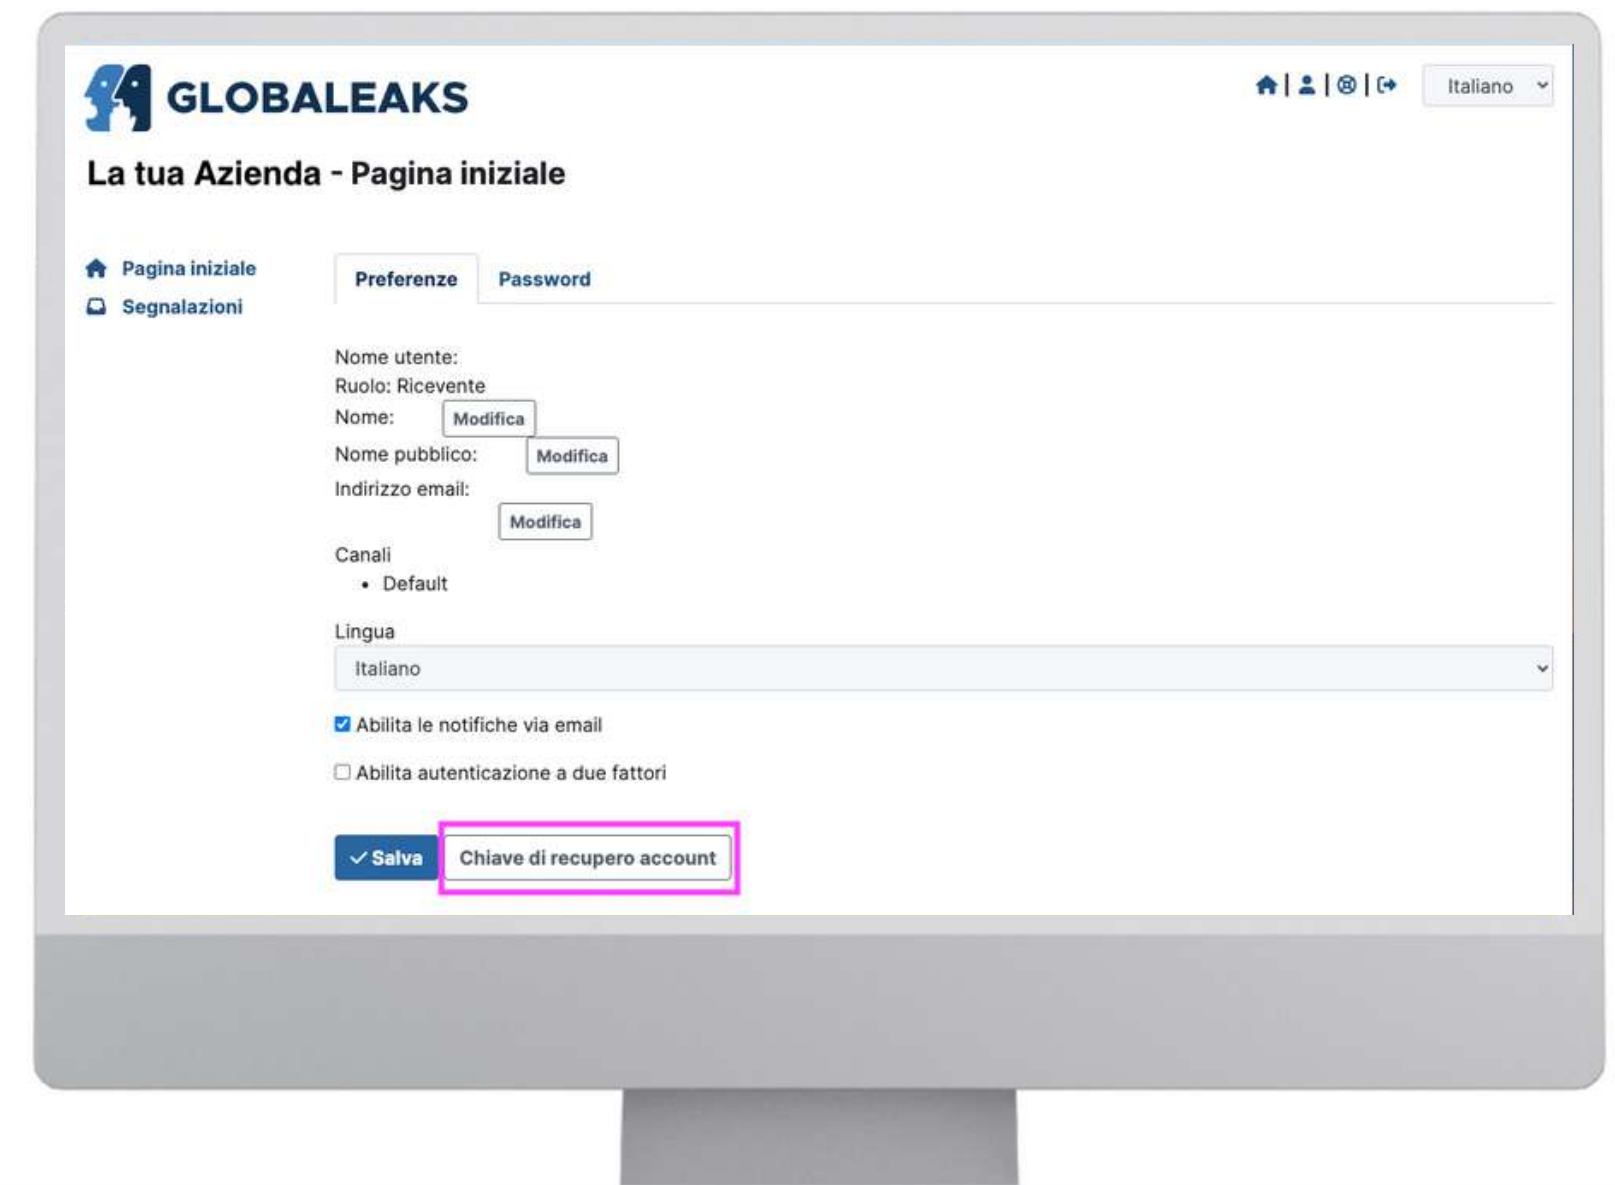 GLOBALEAKS
Italiano
La tua Azienda - Pagina iniziale
Pagina iniziale
Segnalazioni
Preferenze
Password
Nome utente:
Ruolo: Ricevente
Nome: Modifica
Nome pubblico: Modifica
Indirizzo email:
Modifica
Canali
• Default
Lingua
Italiano
Abilita le notifiche via email
Abilita autenticazione a due fattori
Salva
Chiave di recupero account